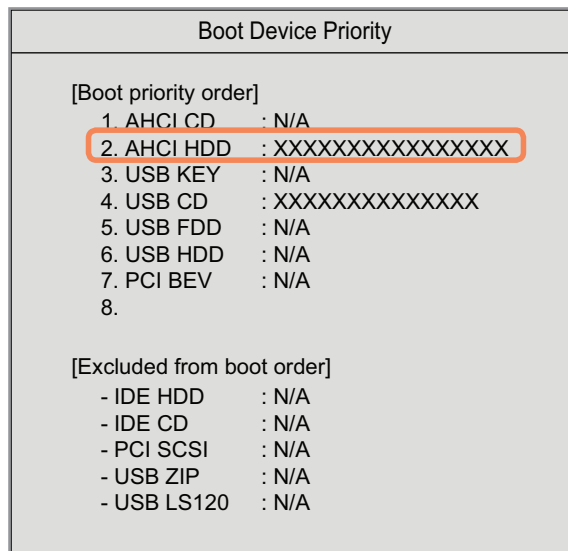 Boot Device Priority
[Boot priority order]
1. AHCI CD : N/A
2. AHCI HDD : XXXXXXXXXXXXXXXX
3. USB KEY : N/A
4. USB CD : XXXXXXXXXXXXXX
5. USB FDD : N/A
6. USB HDD : N/A
7. PCI BEV : N/A
8.
[Excluded from boot order]
- IDE HDD : N/A
- IDE CD : N/A
- PCI SCSI : N/A
- USB ZIP : N/A
- USB LS120 : N/A